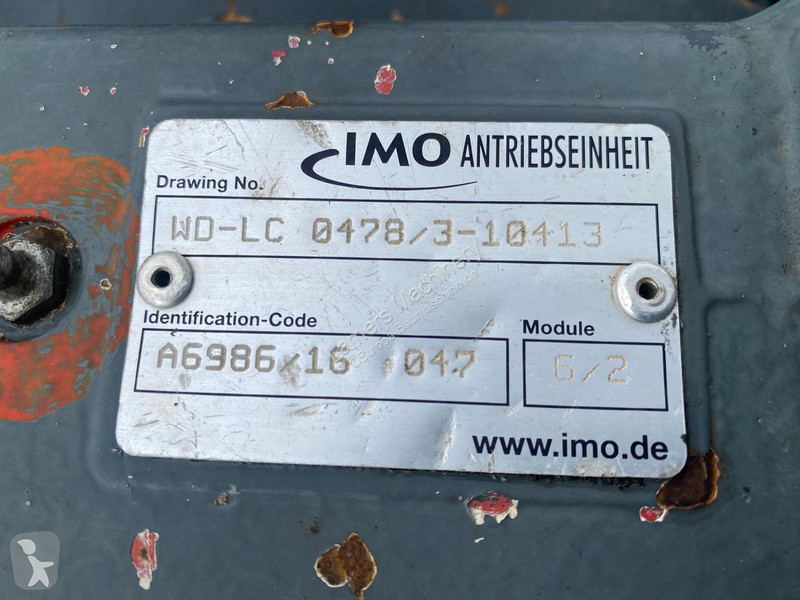 IMO ANTRIEBSEINHEIT
Drawing No.
WD-LC 0478/3-10413
Identification-Code
A6986/16 047
Module
6/2
www.imo.de